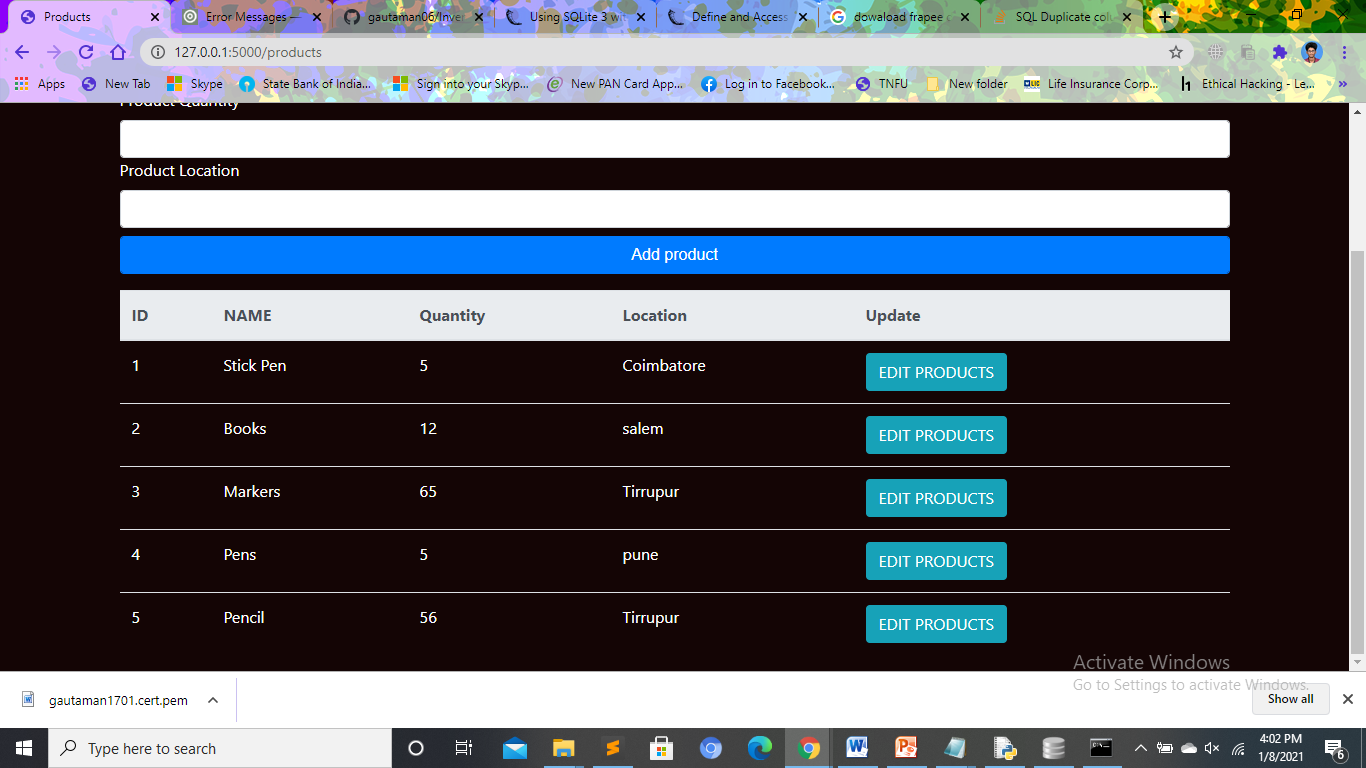 Products
Error Messages —
gautaman06/Inver
Using SQLite 3 wi
Define and Access
dowaload frapee c
SQL Duplicate colu
127.0.0.1:5000/products
Apps
New Tab
Skype
State Bank of India...
Sign into your Skyp...
New PAN Card App...
Log in to Facebook...
TNFU
New folder
Life Insurance Corp...
Ethical Hacking - Le...
»
Product Quantity
Product Location
Add product
ID NAME Quantity Location Update
1 Stick Pen 5 Coimbatore EDIT PRODUCTS
2 Books 12 salem EDIT PRODUCTS
3 Markers 65 Tirrupur EDIT PRODUCTS
4 Pens 5 pune EDIT PRODUCTS
5 Pencil 56 Tirrupur EDIT PRODUCTS
Activate Windows
Go to Settings to activate Windows.
gautaman1701.cert.pem
Show all
Type here to search
4:02 PM
1/8/2021
6